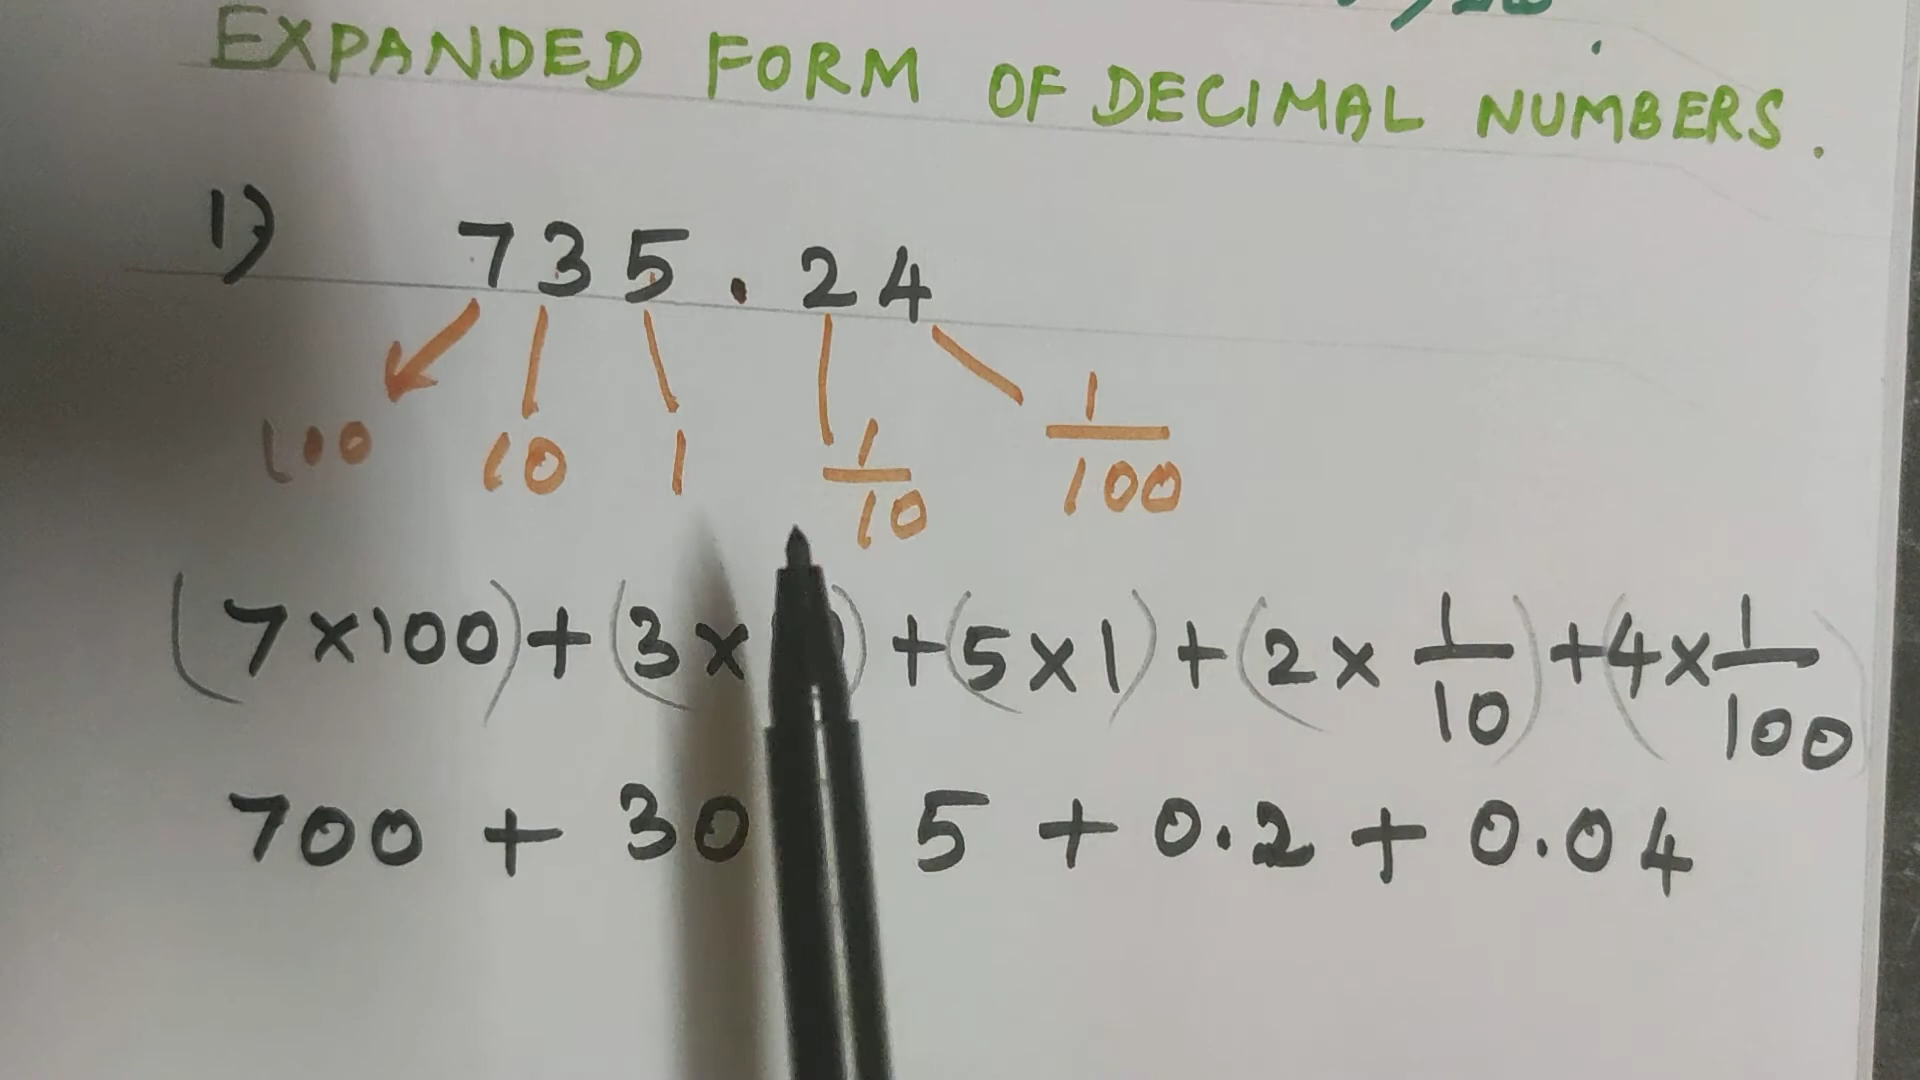 EXPANDED FORM OF DECIMAL NUMBERS.
1) 735.24
100 10 1 1/10 1/100
(7×100)+(3× ) +(5×1)+(2× 1/10)+(4×1/100)
700 + 30 5 + 0.2 + 0.04